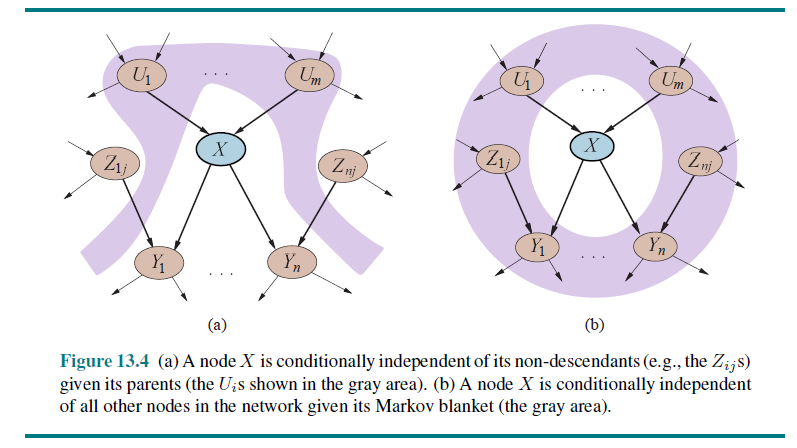 U1 . . . Um
X
Z1j Znj
Y1 . . . Yn
(a)
U1 . . . Um
X
Z1j Znj
Y1 . . . Yn
(b)
Figure 13.4 (a) A node X is conditionally independent of its non-descendants (e.g., the Zijs)
given its parents (the Uis shown in the gray area). (b) A node X is conditionally independent
of all other nodes in the network given its Markov blanket (the gray area).